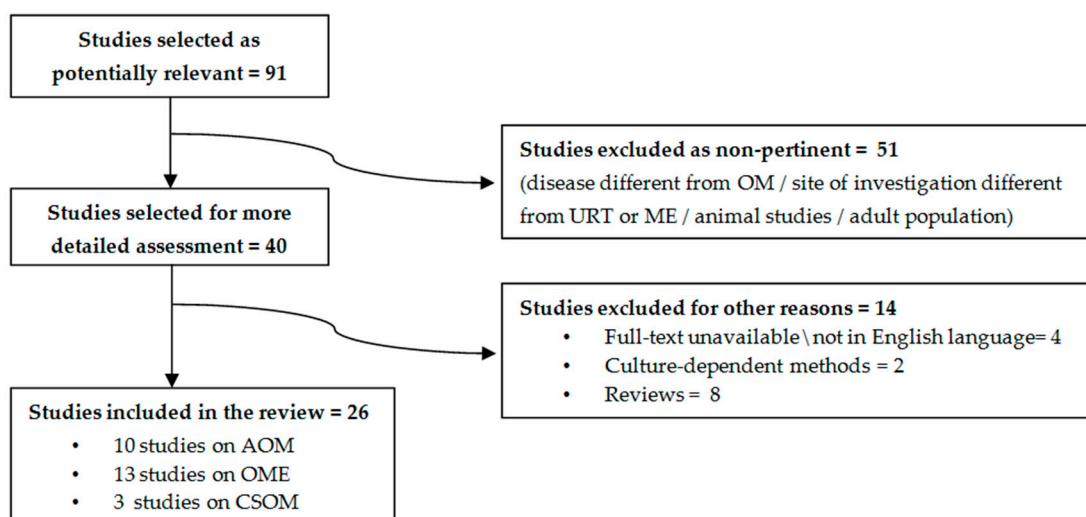 Studies selected as
potentially relevant = 91
Studies excluded as non-pertinent = 51
(disease different from OM / site of investigation different
from URT or ME / animal studies / adult population)
Studies selected for more
detailed assessment = 40
Studies excluded for other reasons = 14
• Full-text unavailable\not in English language= 4
• Culture-dependent methods = 2
• Reviews = 8
Studies included in the review = 26
• 10 studies on AOM
• 13 studies on OME
• 3 studies on CSOM